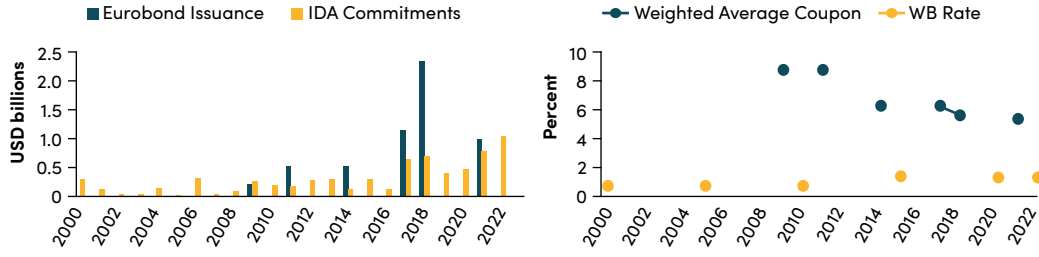 Eurobond Issuance IDA Commitments
USD billions
2.5
2.0
1.5
1.0
0.5
0
2000 2002 2004 2006 2008 2010 2012 2014 2016 2018 2020 2022
Weighted Average Coupon WB Rate
Percent
10
8
6
4
2
0
2000 2002 2004 2006 2008 2010 2012 2014 2016 2018 2020 2022